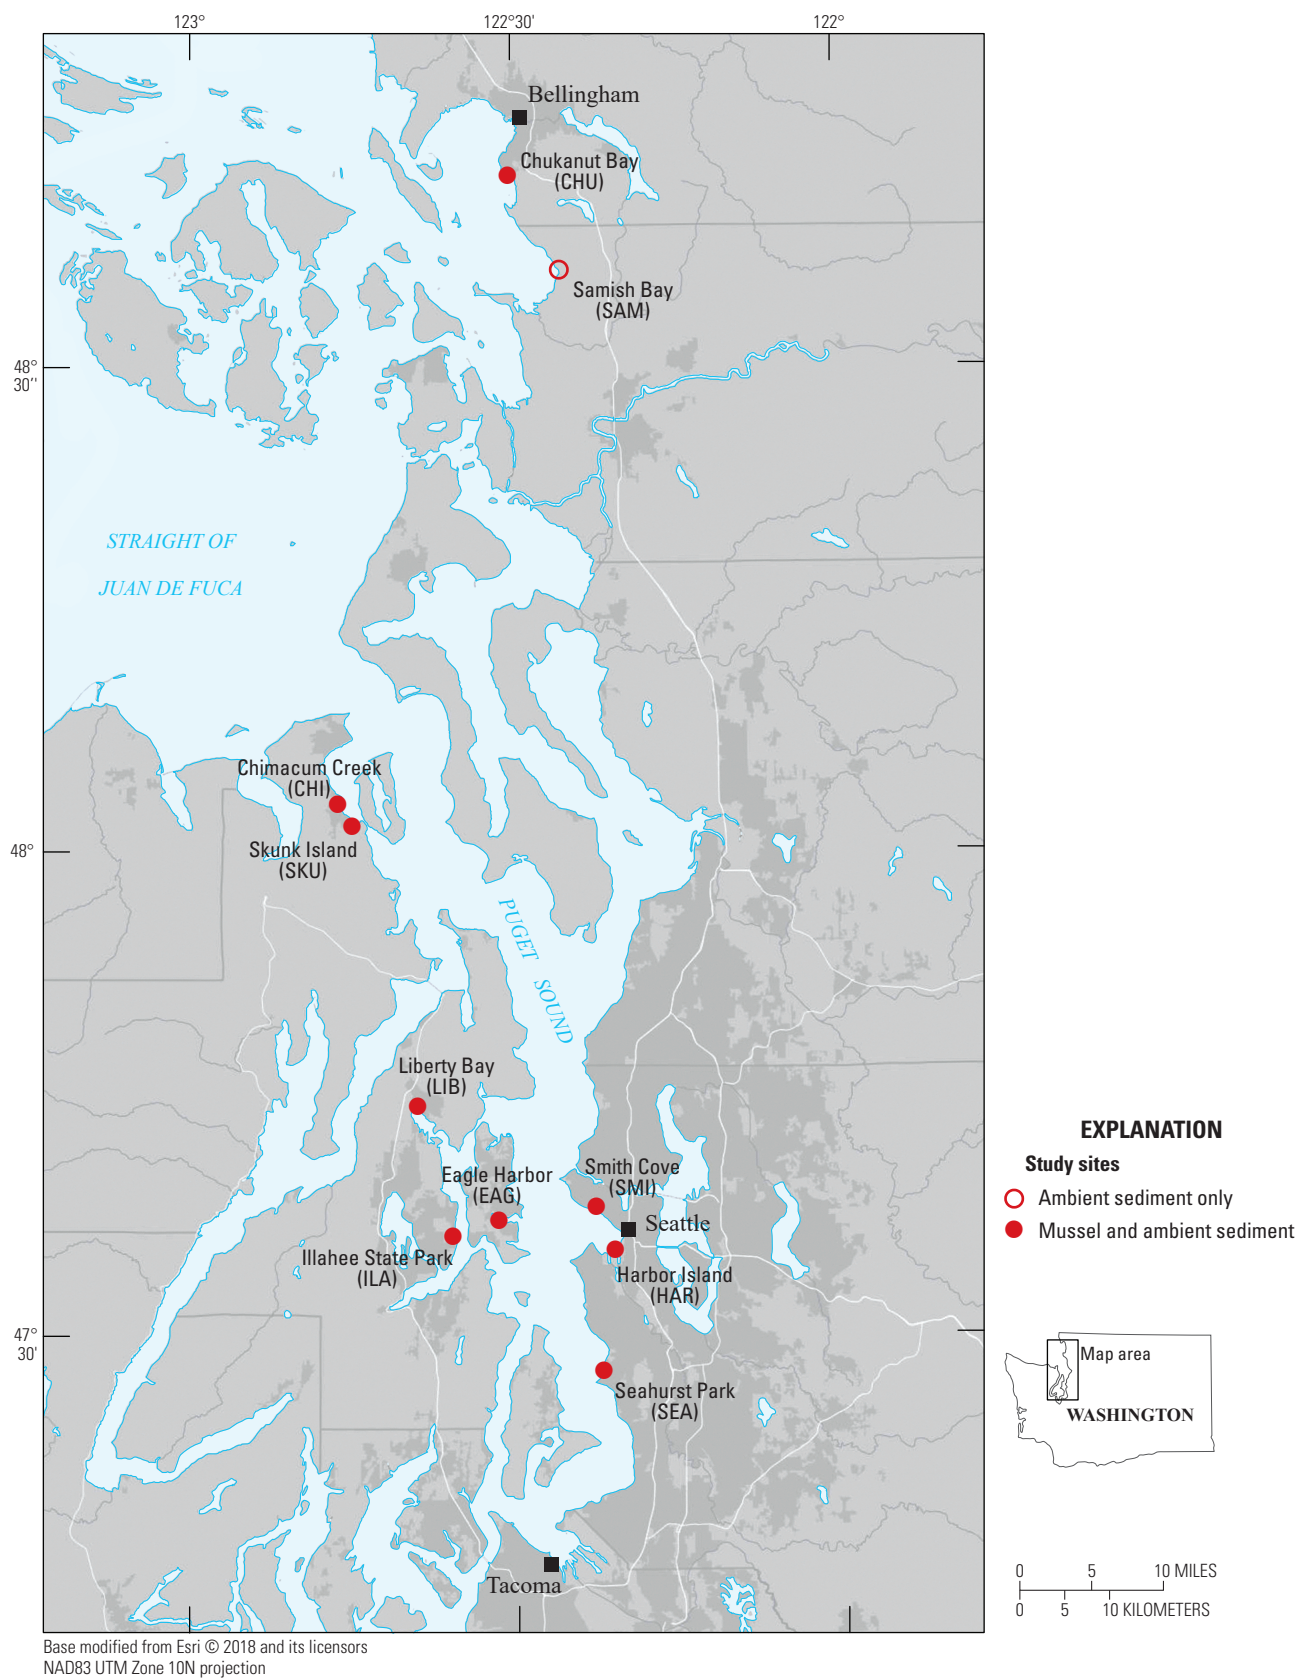 123°
122°30'
122°
Bellingham
Chukanut Bay
(CHU)
Samish Bay
(SAM)
48°
30''
STRAIGHT OF
JUAN DE FUCA
Chimacum Creek
(CHI)
Skunk Island
(SKU)
48°
PUGET SOUND
Liberty Bay
(LIB)
Eagle Harbor
(EAG)
Smith Cove
(SMI)
Seattle
Illahee State Park
(ILA)
Harbor Island
(HAR)
47°
30'
Seahurst Park
(SEA)
Tacoma
EXPLANATION
Study sites
Ambient sediment only
Mussel and ambient sediment
Map area
WASHINGTON
0 5 10 MILES
0 5 10 KILOMETERS
Base modified from Esri © 2018 and its licensors
NAD83 UTM Zone 10N projection